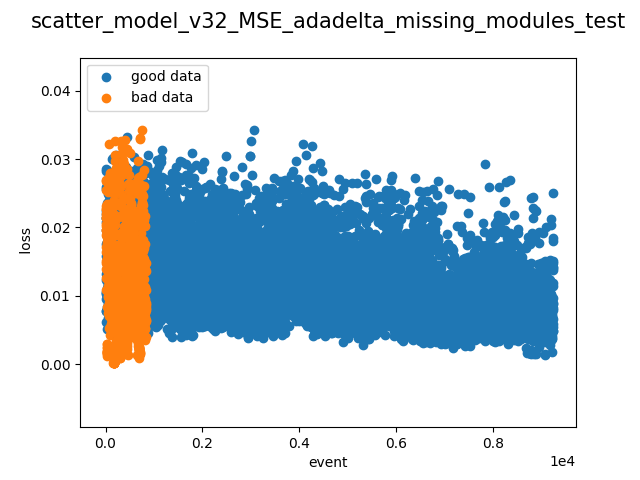 scatter_model_v32_MSE_adadelta_missing_modules_test
good data
bad data
0.04
0.03
0.02
0.01
0.00
loss
0.0 0.2 0.4 0.6 0.8
1e4
event